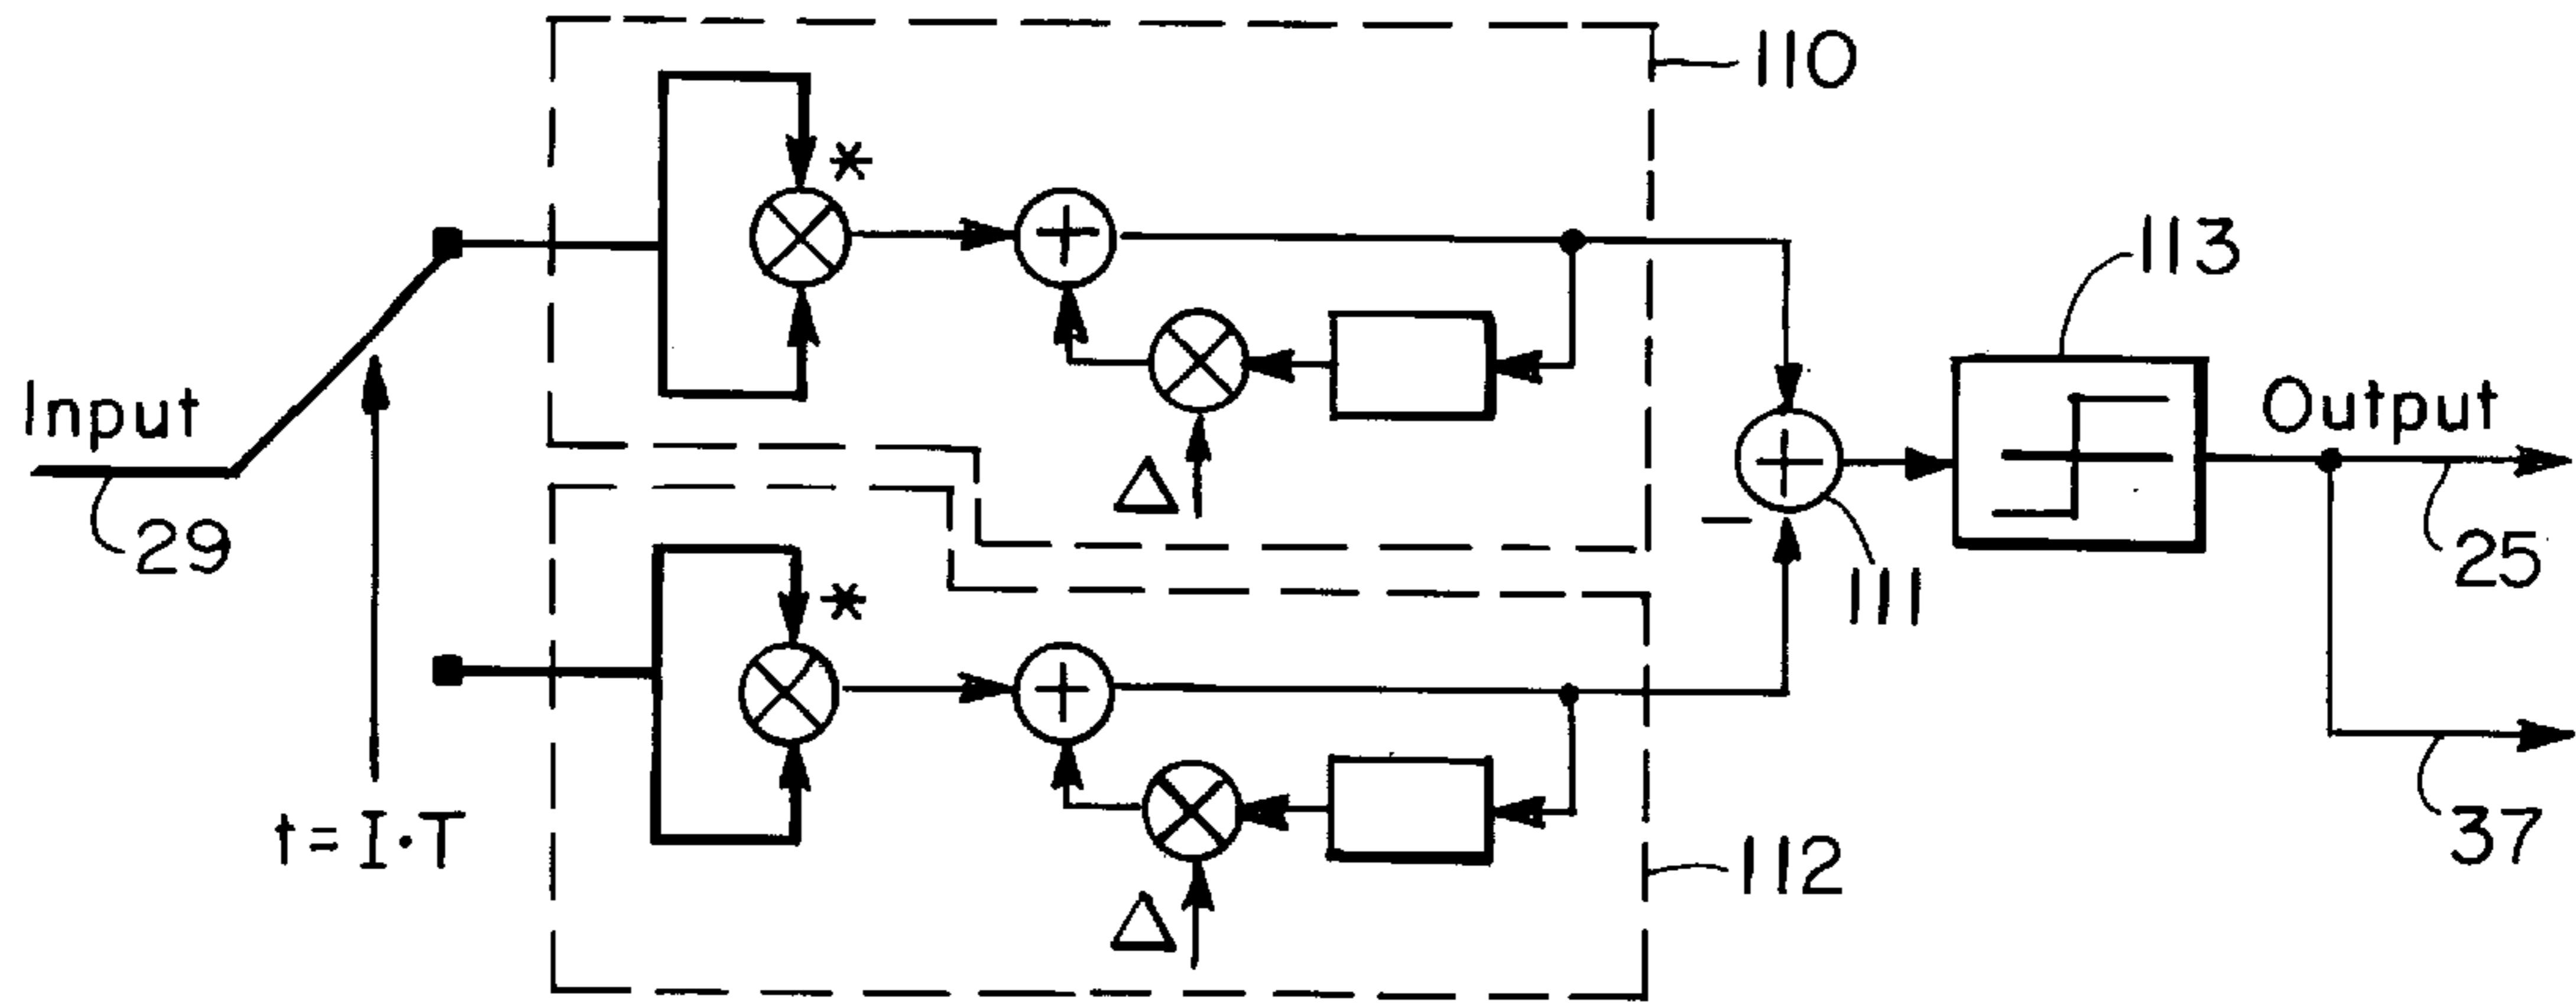 110
*
113
Input
Output
Δ
29
25
111
*
37
t = I·T
112
Δ